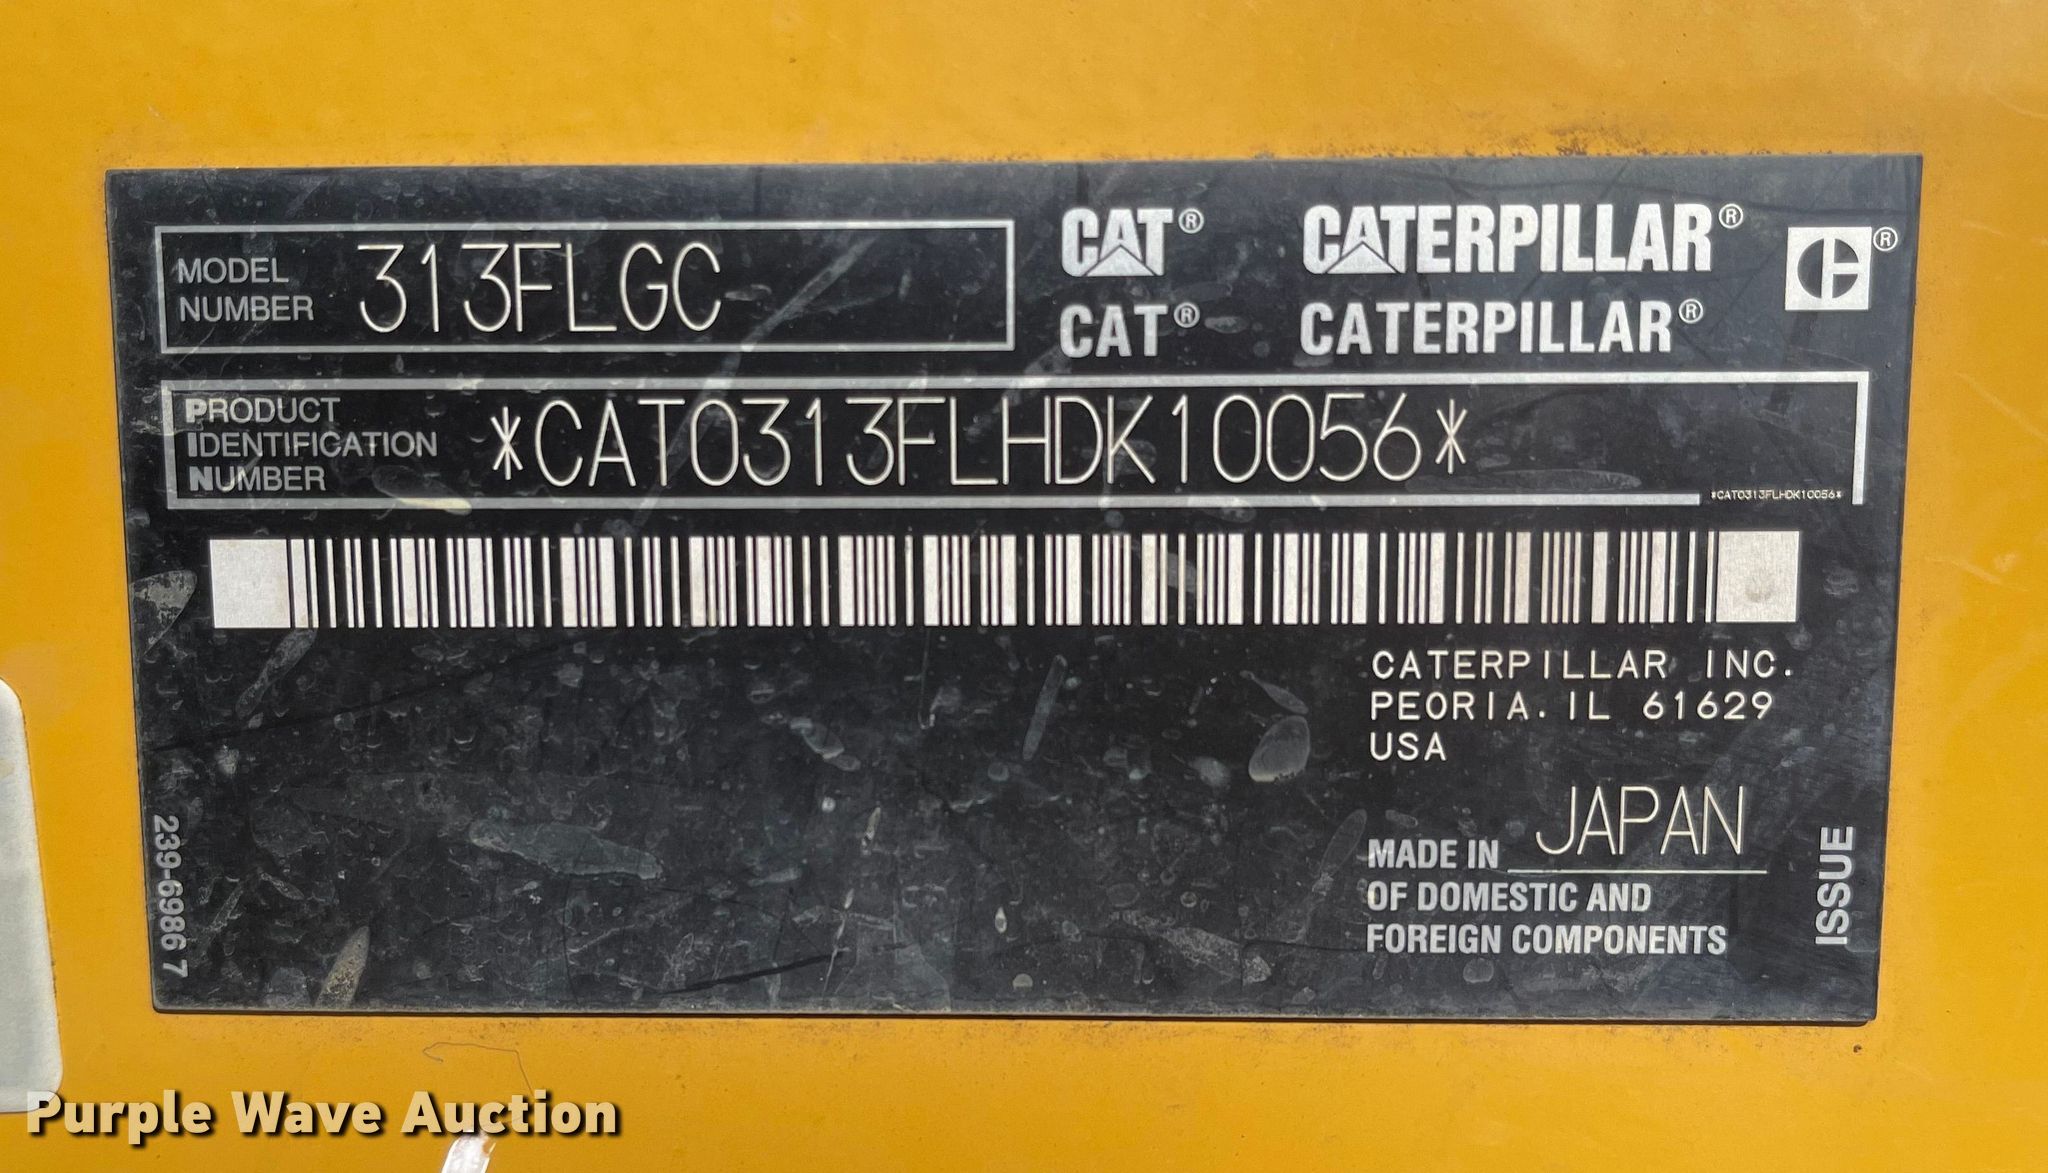 MODEL NUMBER 313FLGC
CAT® CATERPILLAR® ®
CAT® CATERPILLAR®
PRODUCT IDENTIFICATION NUMBER *CAT0313FLHDK10056*
*CAT0313FLHDK10056*
CATERPILLAR INC.
PEORIA. IL 61629
USA
MADE IN JAPAN
OF DOMESTIC AND
FOREIGN COMPONENTS
ISSUE
239-6986 7
Purple Wave Auction